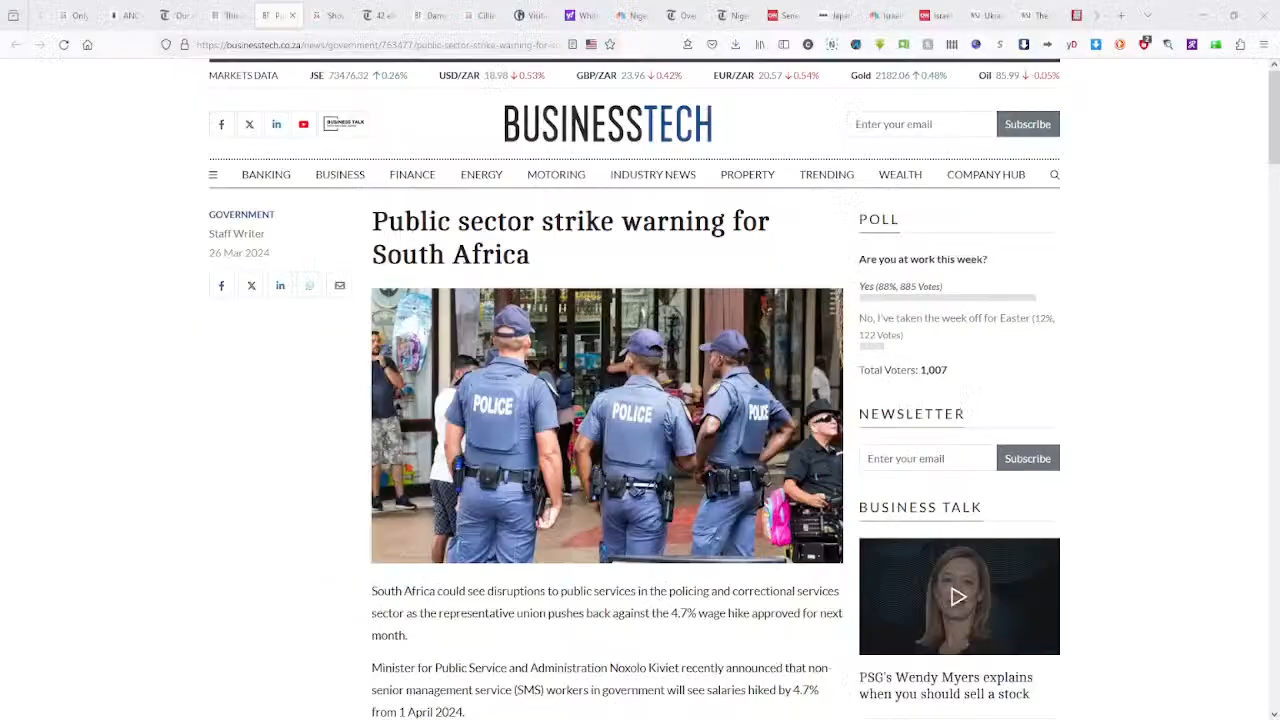 https://businesstech.co.za/news/government/763477/public-sector-strike-warning-for-so
MARKETS DATA JSE 73476.22 ↑ 0.26% USD/ZAR 18.98 ↓ 0.53% GBP/ZAR 23.96 ↓ 0.42% EUR/ZAR 20.57 ↓ 0.54% Gold 2182.06 ↑ 0.48% Oil 85.99 ↓ -0.05%
BUSINESS TALK
BUSINESSTECH
Enter your email Subscribe
BANKING BUSINESS FINANCE ENERGY MOTORING INDUSTRY NEWS PROPERTY TRENDING WEALTH COMPANY HUB
GOVERNMENT
Staff Writer
26 Mar 2024
Public sector strike warning for
South Africa
POLICE
POLICE
POLICE
South Africa could see disruptions to public services in the policing and correctional services
sector as the representative union pushes back against the 4.7% wage hike approved for next
month.
Minister for Public Service and Administration Noxolo Kiviet recently announced that non-
senior management service (SMS) workers in government will see salaries hiked by 4.7%
from 1 April 2024.
POLL
Are you at work this week?
Yes (88%, 885 Votes)
No, I've taken the week off for Easter (12%,
122 Votes)
Total Voters: 1,007
NEWSLETTER
Enter your email Subscribe
BUSINESS TALK
PSG's Wendy Myers explains
when you should sell a stock